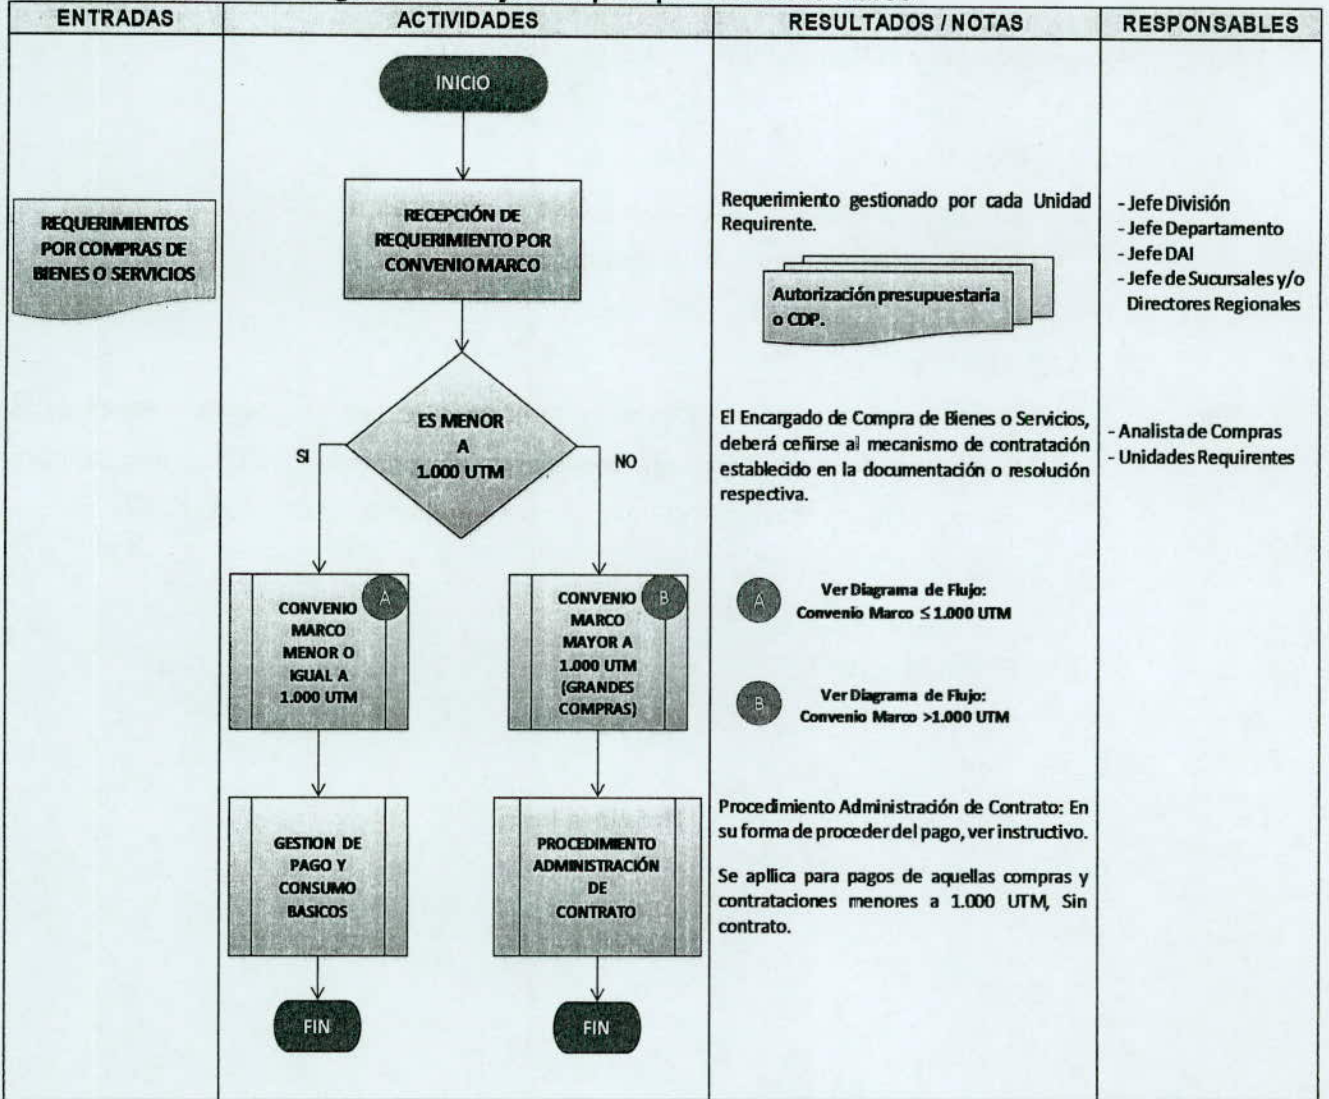 ENTRADAS
ACTIVIDADES
RESULTADOS / NOTAS
RESPONSABLES
INICIO
REQUERIMIENTOS
POR COMPRAS DE
BIENES O SERVICIOS
RECEPCIÓN DE
REQUERIMIENTO POR
CONVENIO MARCO
Requerimiento gestionado por cada Unidad
Requirente.
Autorización presupuestaria
o CDP.
- Jefe División
- Jefe Departamento
- Jefe DAI
- Jefe de Sucursales y/o
Directores Regionales
ES MENOR
A
1.000 UTM
SI
NO
El Encargado de Compra de Bienes o Servicios,
deberá ceñirse al mecanismo de contratación
establecido en la documentación o resolución
respectiva.
- Analista de Compras
- Unidades Requirentes
CONVENIO
MARCO
MENOR O
IGUAL A
1.000 UTM
A
CONVENIO
MARCO
MAYOR A
1.000 UTM
(GRANDES
COMPRAS)
B
A
Ver Diagrama de Flujo:
Convenio Marco ≤ 1.000 UTM
B
Ver Diagrama de Flujo:
Convenio Marco >1.000 UTM
GESTION DE
PAGO Y
CONSUMO
BASICOS
PROCEDIMIENTO
ADMINISTRACIÓN
DE
CONTRATO
Procedimiento Administración de Contrato: En
su forma de proceder del pago, ver instructivo.
Se apllica para pagos de aquellas compras y
contrataciones menores a 1.000 UTM, Sin
contrato.
FIN
FIN